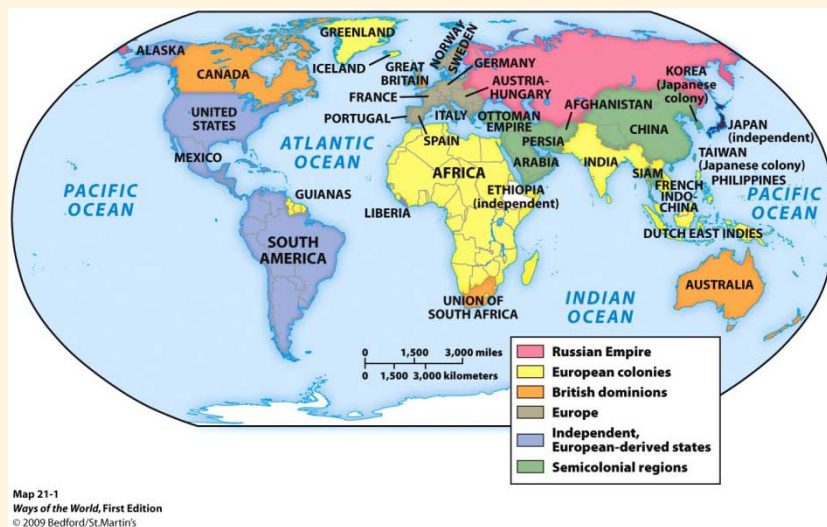 GREENLAND
ALASKA
ICELAND
NORWAY
SWEDEN
CANADA
GREAT
BRITAIN
GERMANY
AUSTRIA-
HUNGARY
KOREA
(Japanese
colony)
UNITED
STATES
FRANCE
PORTUGAL
ITALY
OTTOMAN
EMPIRE
AFGHANISTAN
CHINA
JAPAN
(independent)
MEXICO
ATLANTIC
OCEAN
SPAIN
PERSIA
ARABIA
INDIA
TAIWAN
(Japanese colony)
SIAM
PHILIPPINES
PACIFIC
OCEAN
GUIANAS
AFRICA
ETHIOPIA
(independent)
FRENCH
INDO-
CHINA
PACIFIC
OCEAN
LIBERIA
DUTCH EAST INDIES
SOUTH
AMERICA
UNION OF
SOUTH AFRICA
INDIAN
OCEAN
AUSTRALIA
0 1,500 3,000 miles
0 1,500 3,000 kilometers
Russian Empire
European colonies
British dominions
Europe
Independent,
European-derived states
Semicolonial regions
Map 21-1
Ways of the World, First Edition
© 2009 Bedford/St.Martin's